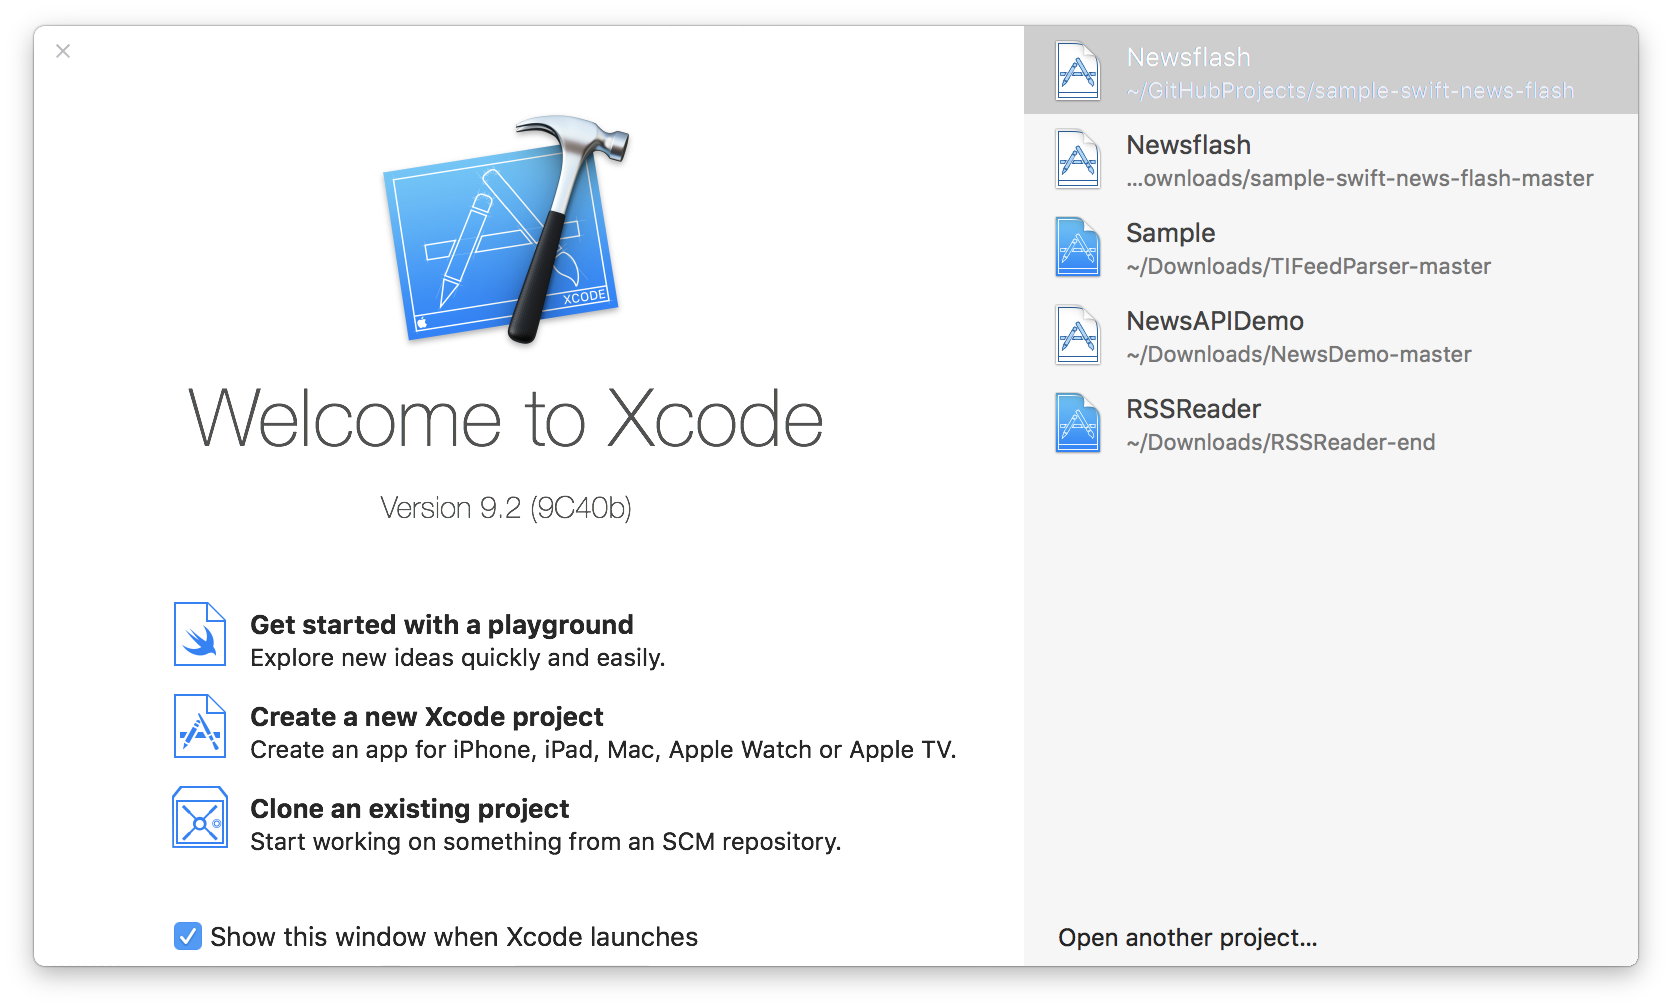 XCODE
Welcome to Xcode
Version 9.2 (9C40b)
Get started with a playground
Explore new ideas quickly and easily.
Create a new Xcode project
Create an app for iPhone, iPad, Mac, Apple Watch or Apple TV.
Clone an existing project
Start working on something from an SCM repository.
Show this window when Xcode launches
Newsflash
~/GitHubProjects/sample-swift-news-flash
Newsflash
...ownloads/sample-swift-news-flash-master
Sample
~/Downloads/TIFeedParser-master
NewsAPIDemo
~/Downloads/NewsDemo-master
RSSReader
~/Downloads/RSSReader-end
Open another project...